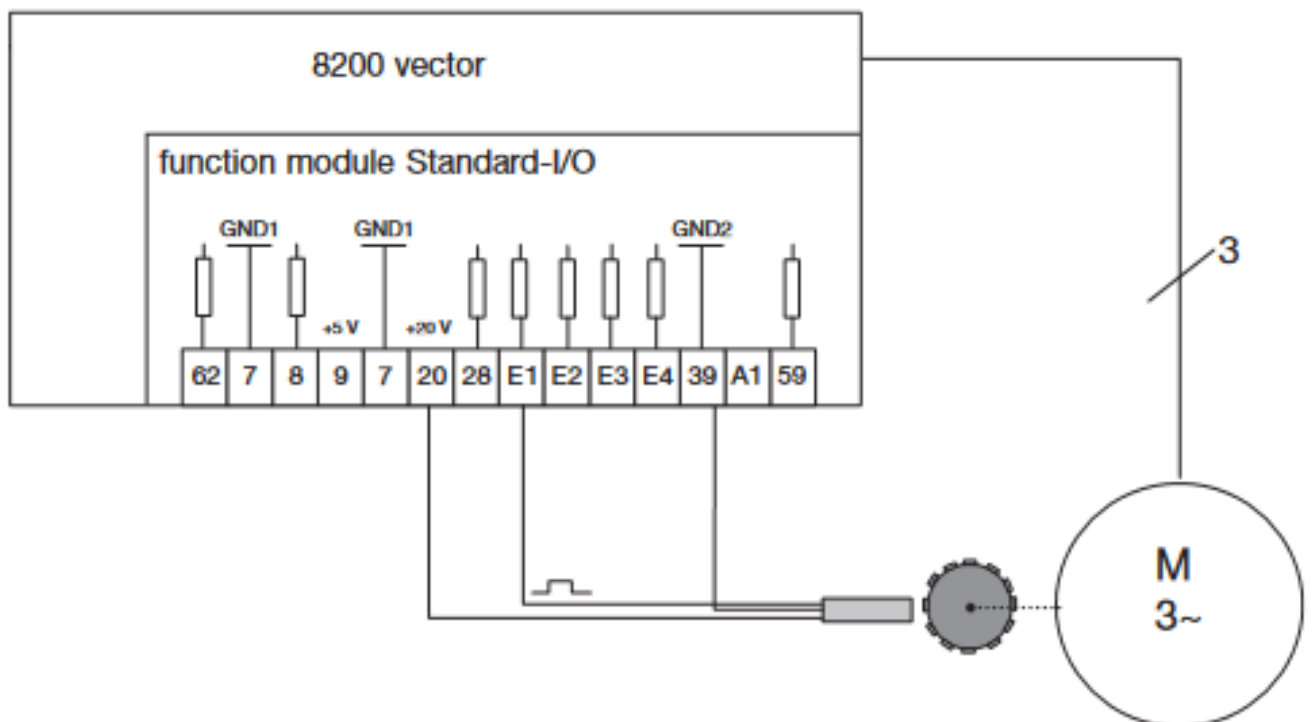 8200 vector
function module Standard-I/O
GND1 GND1 GND2
+5 V +20 V
62 7 8 9 7 20 28 E1 E2 E3 E4 39 A1 59
3
M
3~